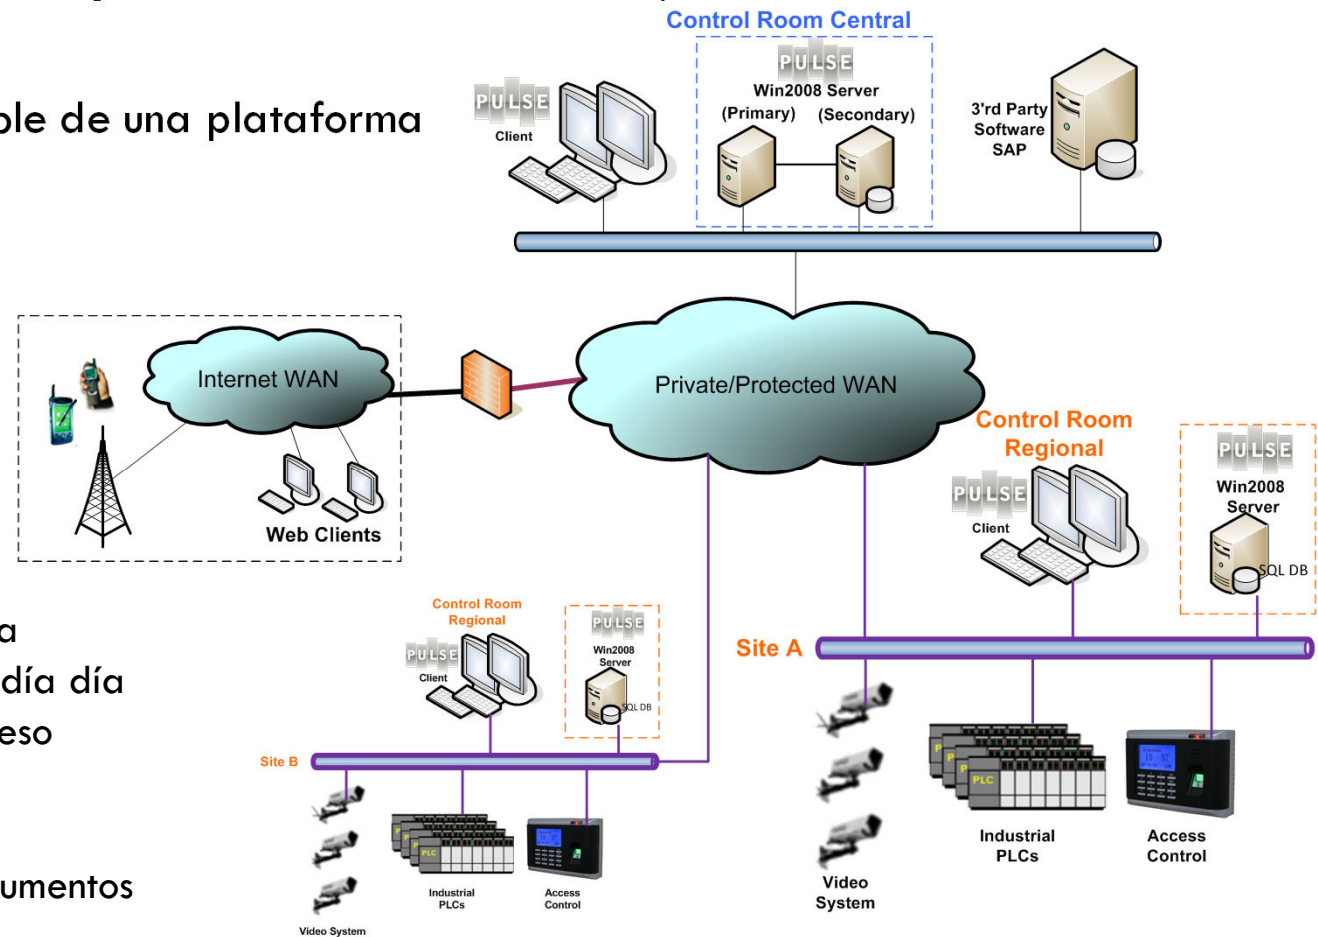 Control Room Central
PULSE
Win2008 Server
(Primary)
(Secondary)
PULSE
Client
3'rd Party
Software
SAP
ple de una plataforma
Internet WAN
Private/Protected WAN
Web Clients
Control Room
Regional
PULSE
Client
PULSE
Win2008
Server
SQL DB
Site A
PLC
Video
System
Industrial
PLCs
Access
Control
a
día día
eso
umentos
Control Room
Regional
PULSE
Client
PULSE
Win2008
Server
SQL DB
Site B
PLC
Video System
Industrial
PLCs
Access
Control